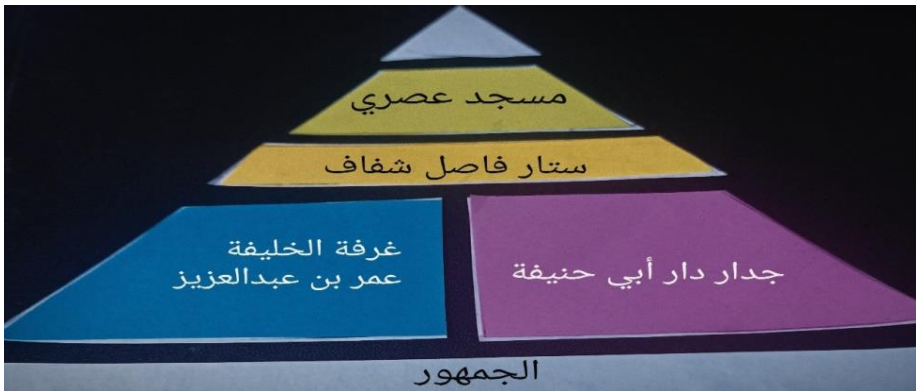 مسجد عصري
ستار فاصل شفاف
غرفة الخليفة
عمر بن عبدالعزيز
جدار دار أبي حنيفة
الجمهور